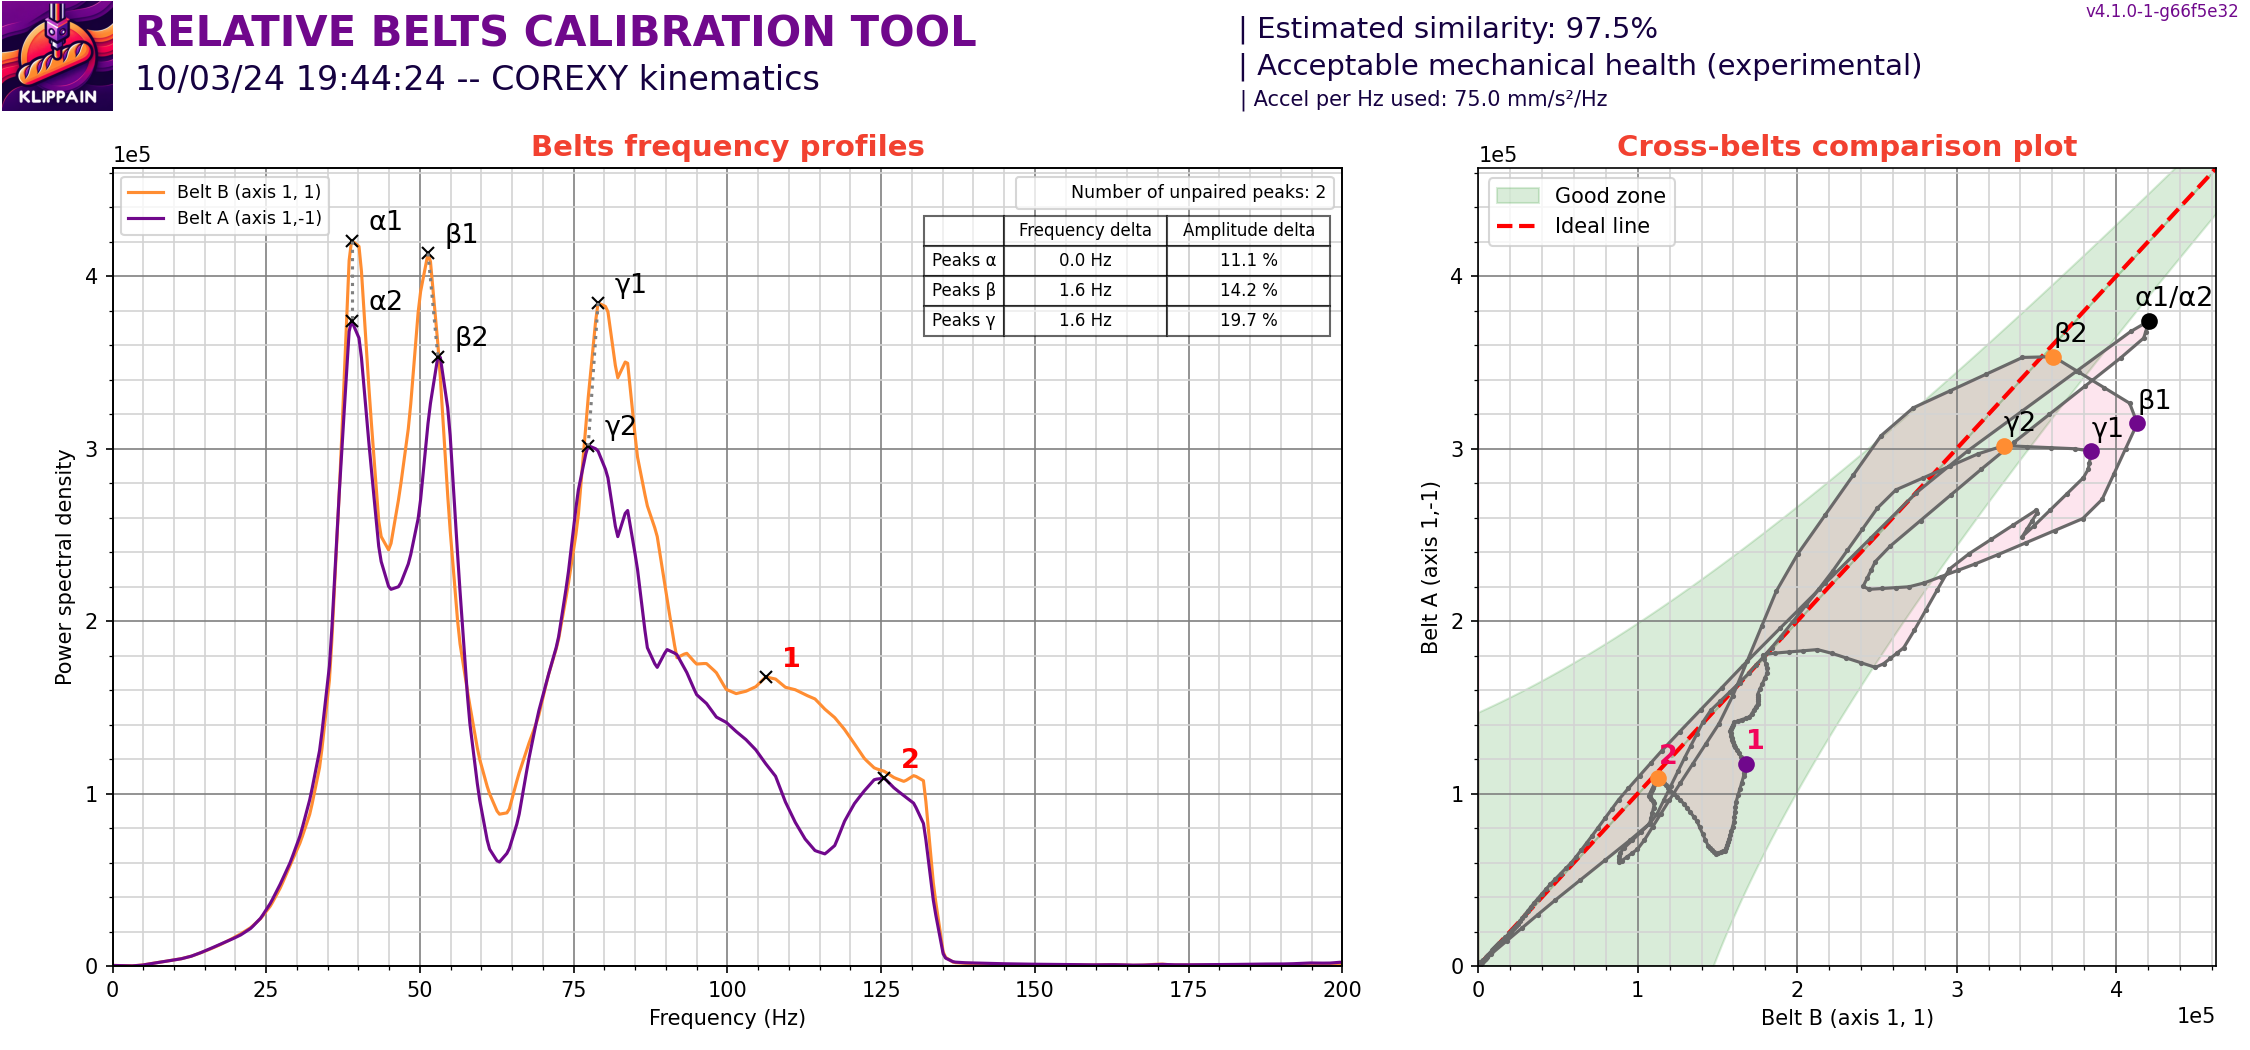 KLIPPAIN
RELATIVE BELTS CALIBRATION TOOL
10/03/24 19:44:24 -- COREXY kinematics
| Estimated similarity: 97.5%
| Acceptable mechanical health (experimental)
| Accel per Hz used: 75.0 mm/s²/Hz
v4.1.0-1-g66f5e32
Belts frequency profiles
1e5
Belt B (axis 1, 1)
Belt A (axis 1,-1)
Number of unpaired peaks: 2
Frequency delta Amplitude delta
Peaks α 0.0 Hz 11.1 %
Peaks β 1.6 Hz 14.2 %
Peaks γ 1.6 Hz 19.7 %
α1
β1
α2
β2
γ1
γ2
1
2
4
3
2
1
0
Power spectral density
0 25 50 75 100 125 150 175 200
Frequency (Hz)
Cross-belts comparison plot
1e5
Good zone
Ideal line
α1/α2
β2
β1
γ2
γ1
2
1
4
3
2
1
0
Belt A (axis 1,-1)
0 1 2 3 4
Belt B (axis 1, 1)
1e5